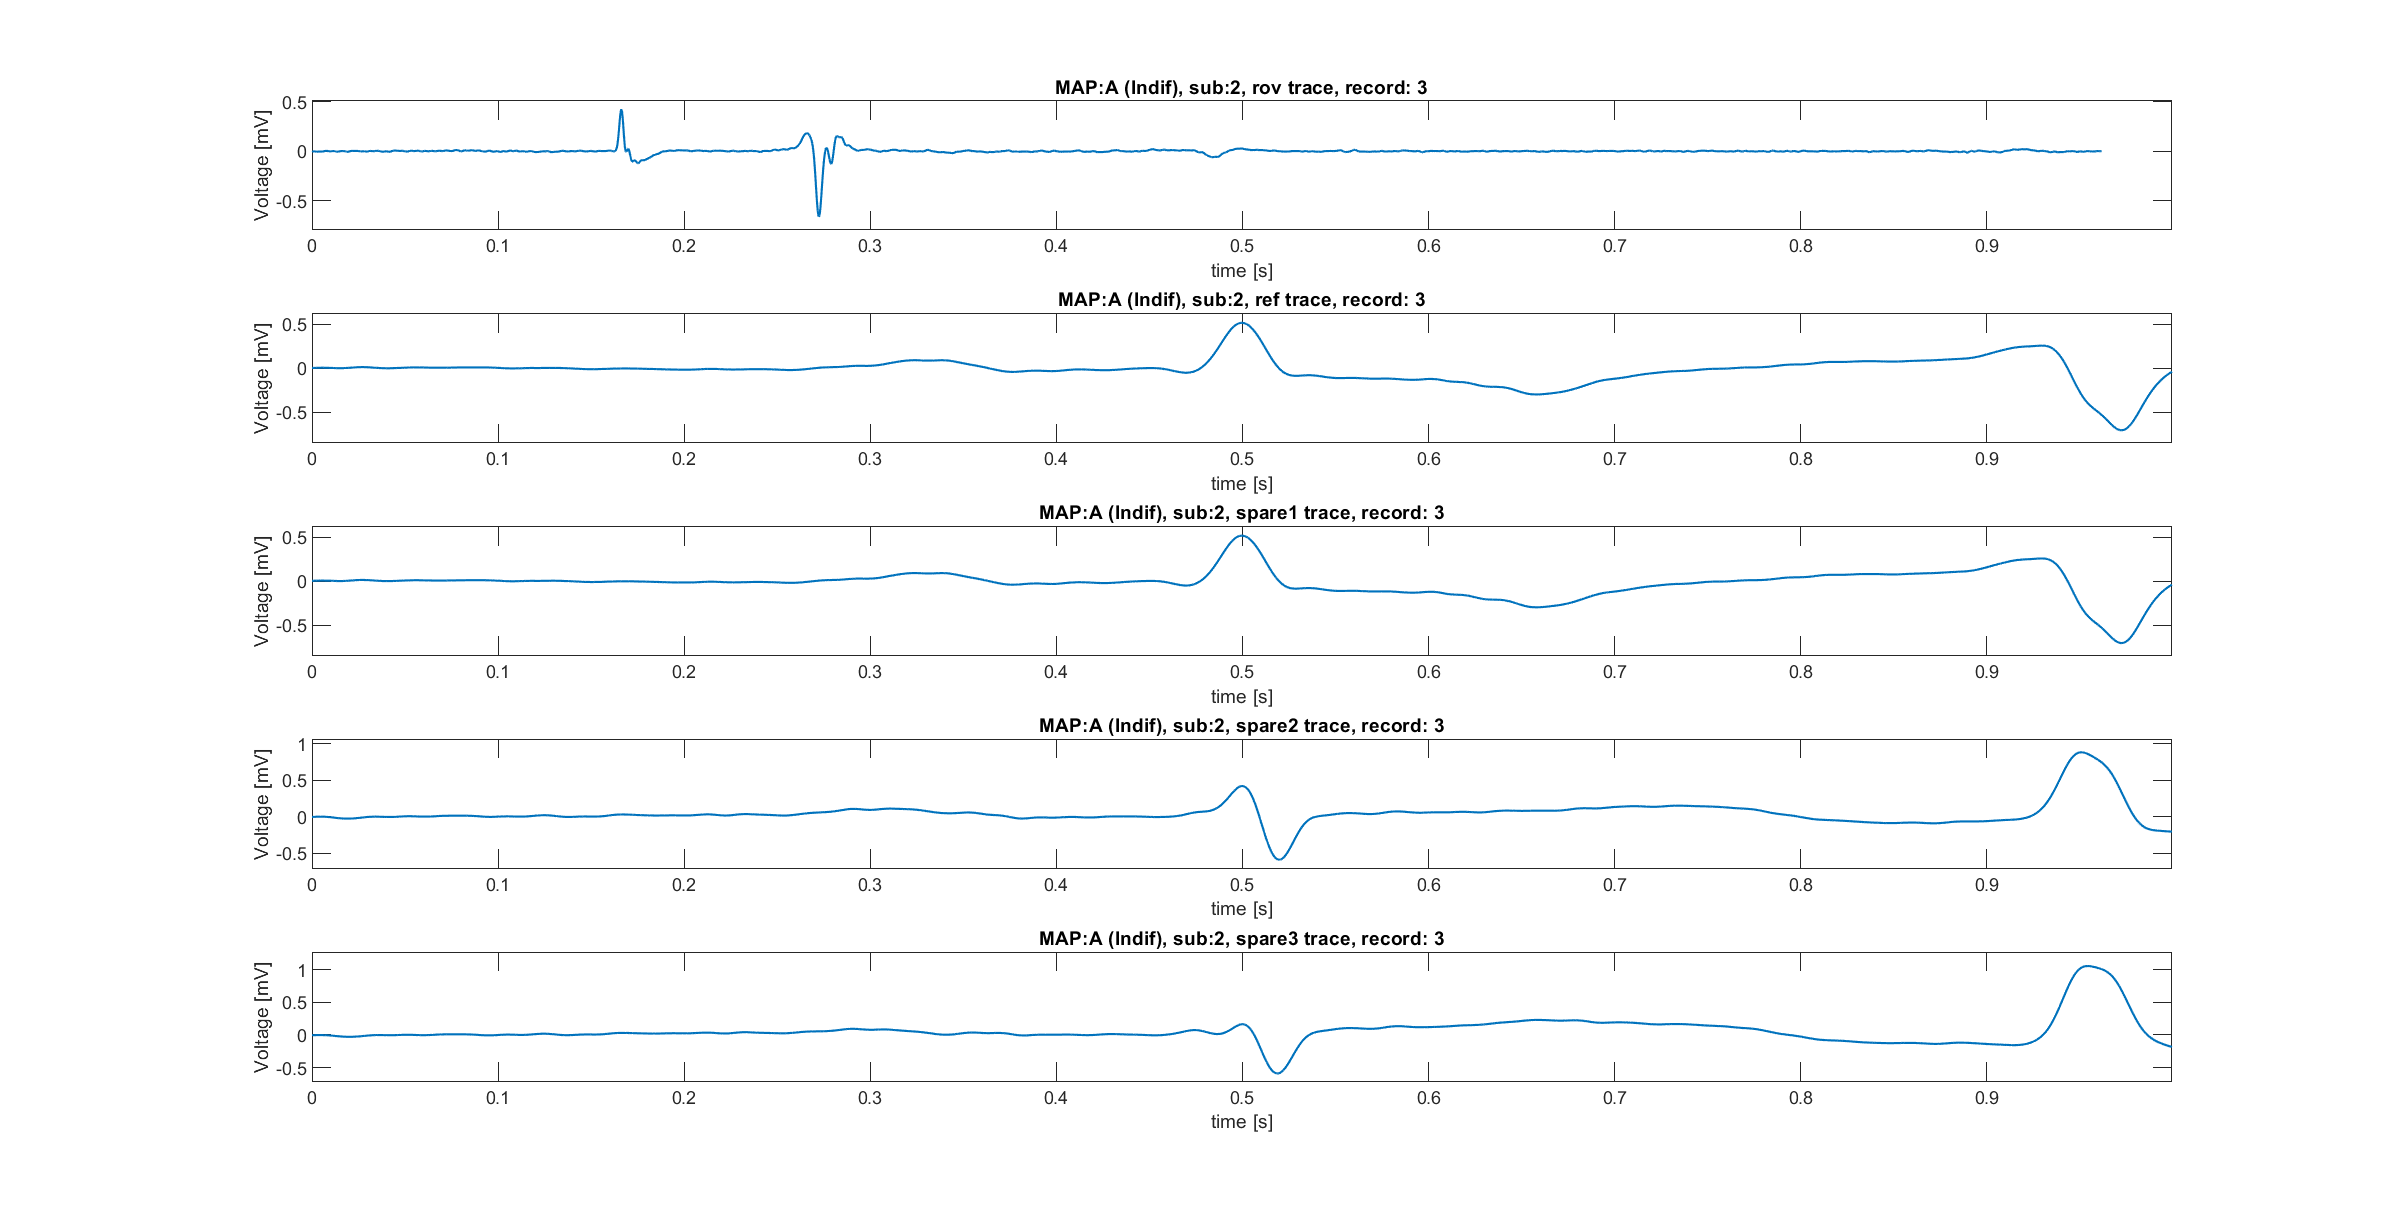 MAP:A (Indif), sub:2, rov trace, record: 3
Voltage [mV]
0.5
0
-0.5
0 0.1 0.2 0.3 0.4 0.5 0.6 0.7 0.8 0.9
time [s]
MAP:A (Indif), sub:2, ref trace, record: 3
Voltage [mV]
0.5
0
-0.5
0 0.1 0.2 0.3 0.4 0.5 0.6 0.7 0.8 0.9
time [s]
MAP:A (Indif), sub:2, spare1 trace, record: 3
Voltage [mV]
0.5
0
-0.5
0 0.1 0.2 0.3 0.4 0.5 0.6 0.7 0.8 0.9
time [s]
MAP:A (Indif), sub:2, spare2 trace, record: 3
Voltage [mV]
1
0.5
0
-0.5
0 0.1 0.2 0.3 0.4 0.5 0.6 0.7 0.8 0.9
time [s]
MAP:A (Indif), sub:2, spare3 trace, record: 3
Voltage [mV]
1
0.5
0
-0.5
0 0.1 0.2 0.3 0.4 0.5 0.6 0.7 0.8 0.9
time [s]